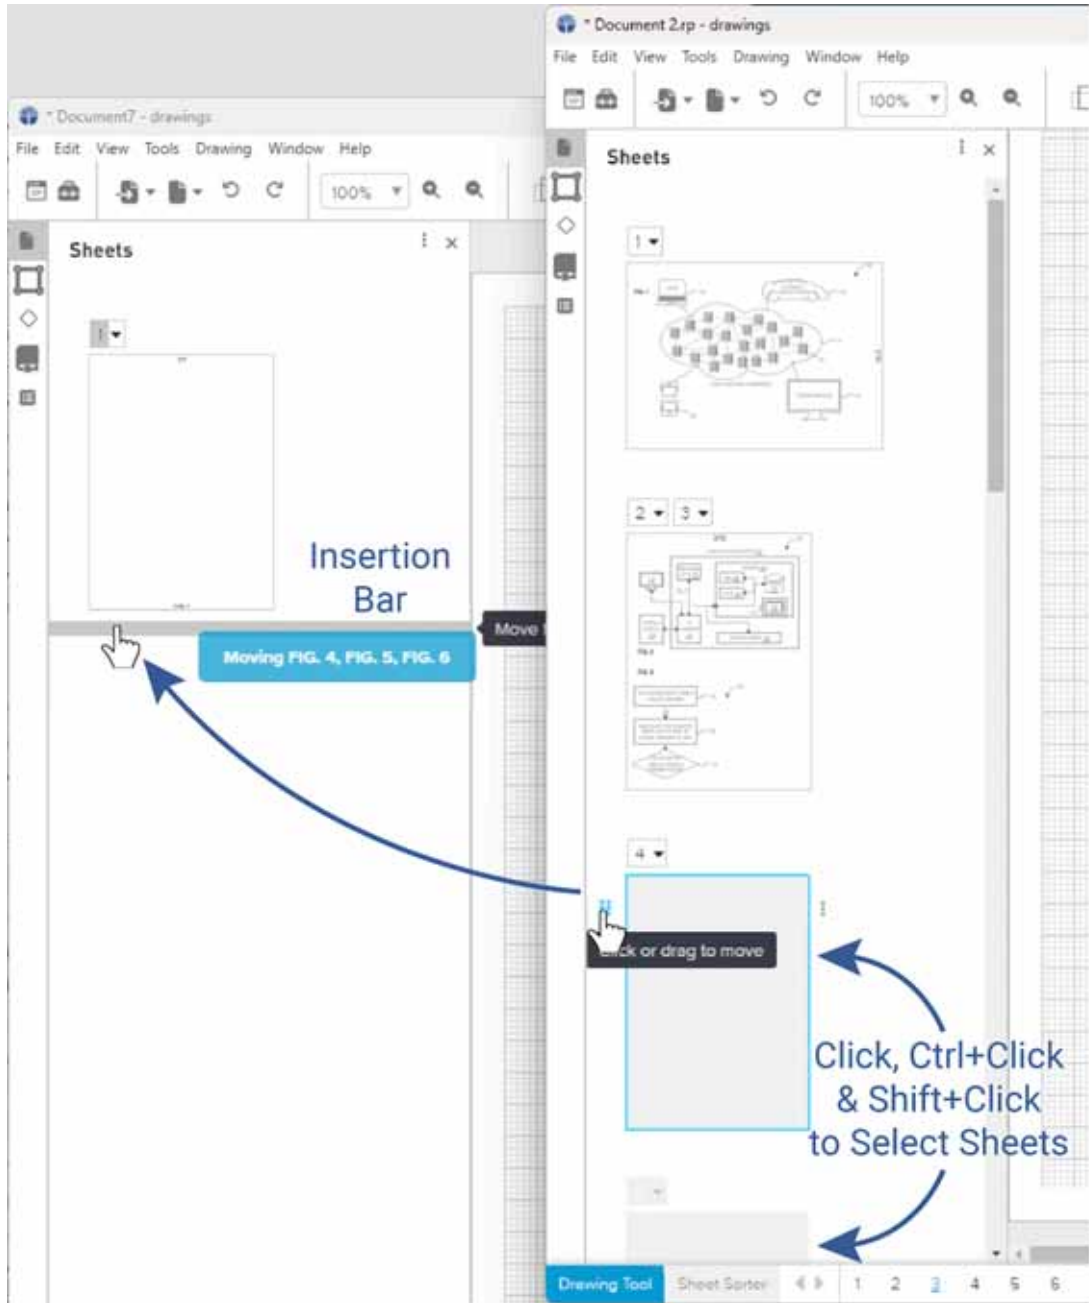 * Document 2.rp - drawings
File Edit View Tools Drawing Window Help
100%
Sheets
1
2 3
4
Click or drag to move
Click, Ctrl+Click
& Shift+Click
to Select Sheets
Drawing Tool Sheet Sorter 1 2 3 4 5 6
* Document7 - drawings
File Edit View Tools Drawing Window Help
100%
Sheets
1
Insertion
Bar
Move
Moving FIG. 4, FIG. 5, FIG. 6